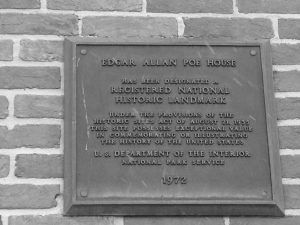 EDGAR ALLAN POE HOUSE
HAS BEEN DESIGNATED A
REGISTERED NATIONAL
HISTORIC LANDMARK
UNDER THE PROVISIONS OF THE
HISTORIC SITES ACT OF AUGUST 21, 1935
THIS SITE POSSESSES EXCEPTIONAL VALUE
IN COMMEMORATING OR ILLUSTRATING
THE HISTORY OF THE UNITED STATES
U. S. DEPARTMENT OF THE INTERIOR
NATIONAL PARK SERVICE
1972